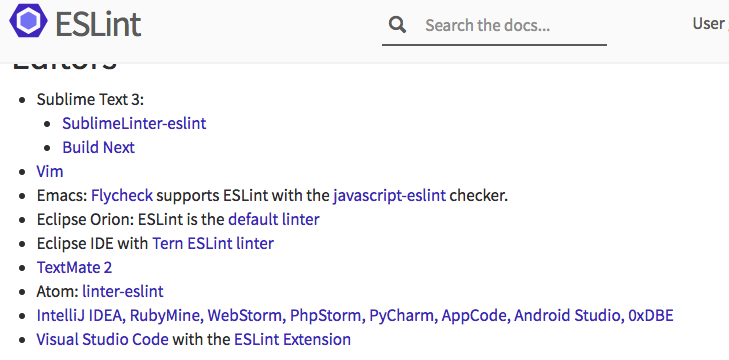 ESLint
Search the docs...
User
Editors
Sublime Text 3:
SublimeLinter-eslint
Build Next
Vim
Emacs: Flycheck supports ESLint with the javascript-eslint checker.
Eclipse Orion: ESLint is the default linter
Eclipse IDE with Tern ESLint linter
TextMate 2
Atom: linter-eslint
IntelliJ IDEA, RubyMine, WebStorm, PhpStorm, PyCharm, AppCode, Android Studio, 0xDBE
Visual Studio Code with the ESLint Extension